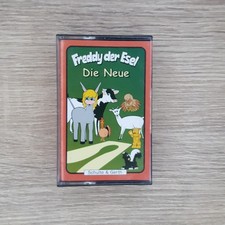 Freddy der Esel
Die Neue
Schulte & Gerth